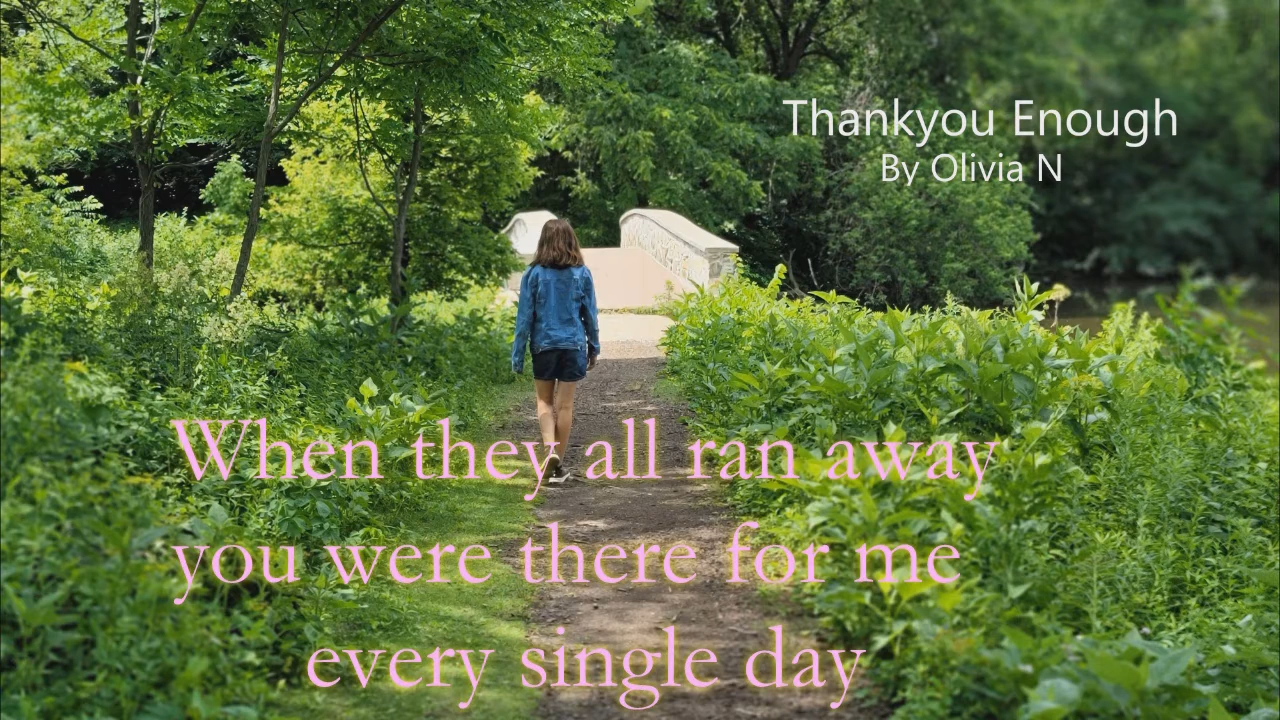 Thankyou Enough
By Olivia N
When they all ran away
you were there for me
every single day